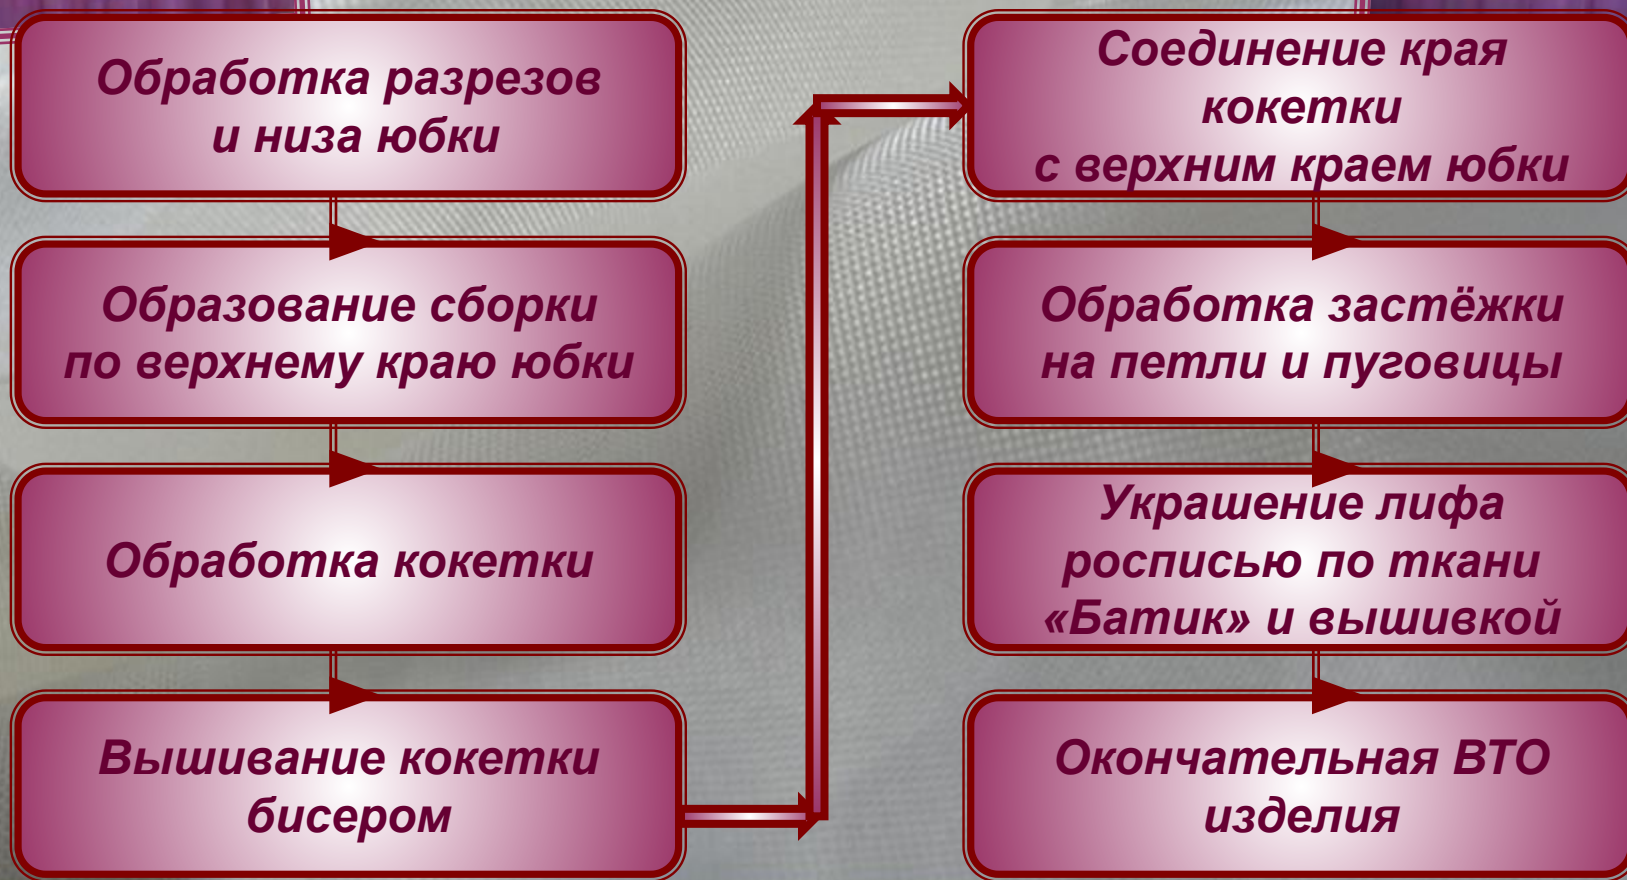 Обработка разрезов
и низа юбки
Образование сборки
по верхнему краю юбки
Обработка кокетки
Вышивание кокетки
бисером
Соединение края
кокетки
с верхним краем юбки
Обработка застёжки
на петли и пуговицы
Украшение лифа
росписью по ткани
«Батик» и вышивкой
Окончательная ВТО
изделия